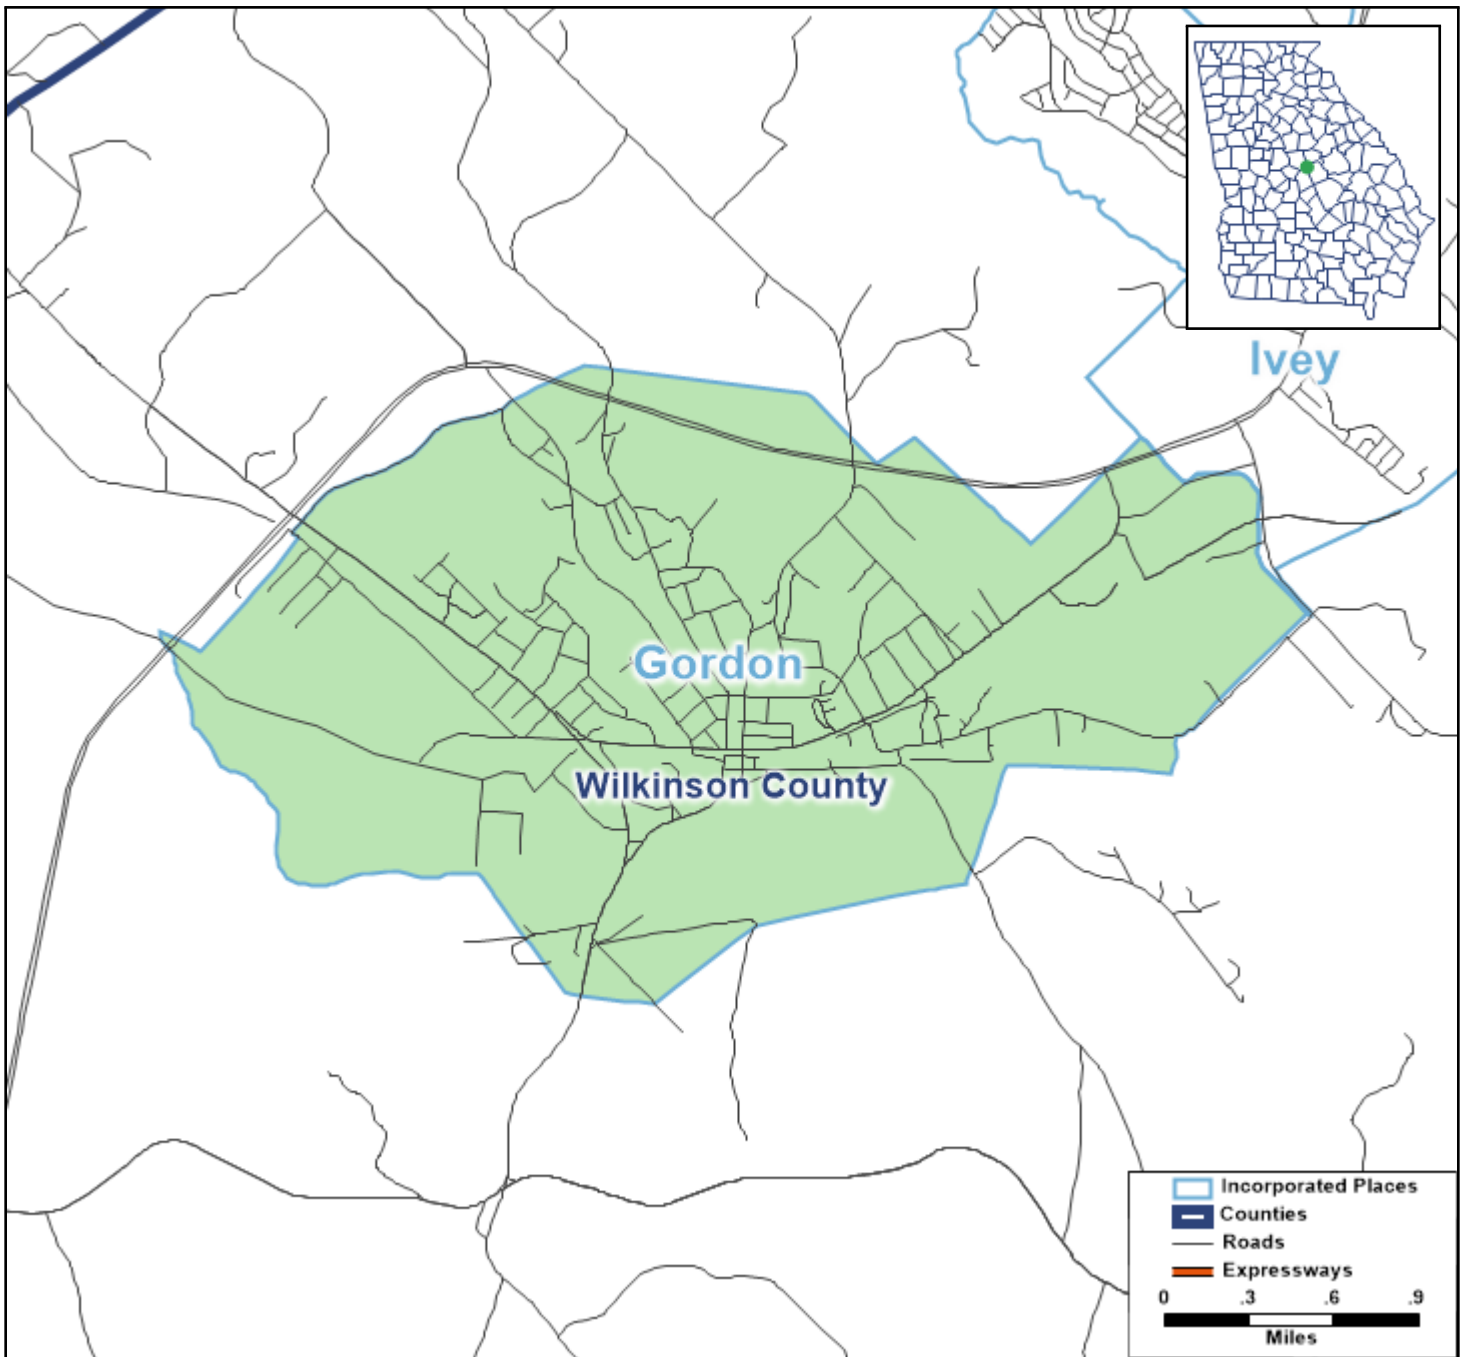 Ivey
Gordon
Wilkinson County
Incorporated Places
Counties
Roads
Expressways
0 .3 .6 .9
Miles